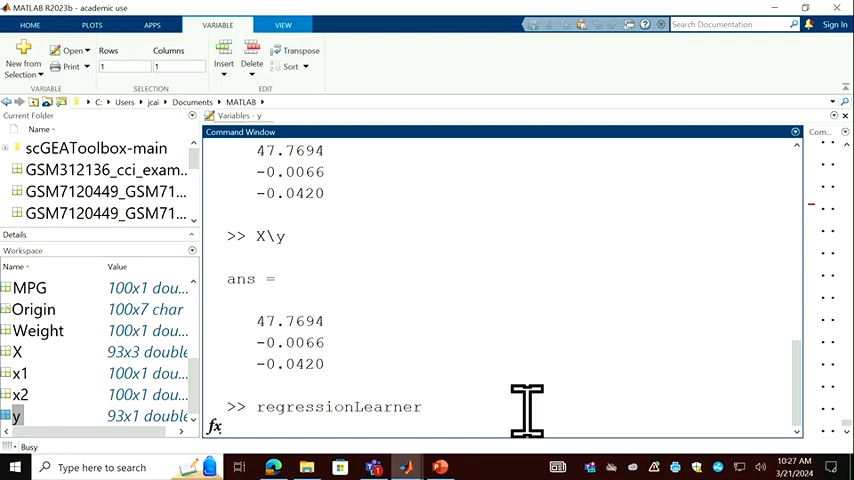 MATLAB R2023b - academic use
HOME PLOTS APPS VARIABLE VIEW Search Documentation Sign In
New from Selection Open Print Rows Columns 1 1 Insert Delete Transpose Sort
VARIABLE SELECTION EDIT
C: Users jcai Documents MATLAB
Current Folder
Name
scGEAToolbox-main
GSM312136_cci_exam...
GSM7120449_GSM71...
GSM7120449_GSM71...
Details
Workspace
Name Value
MPG 100x1 dou...
Origin 100x7 char
Weight 100x1 dou...
X 93x3 double
x1 100x1 dou...
x2 100x1 dou...
y 93x1 double
Variables - y
Command Window
47.7694
-0.0066
-0.0420
>> X\y
ans =
47.7694
-0.0066
-0.0420
>> regressionLearner
fx
Com...
Busy
Type here to search
10:27 AM
3/21/2024